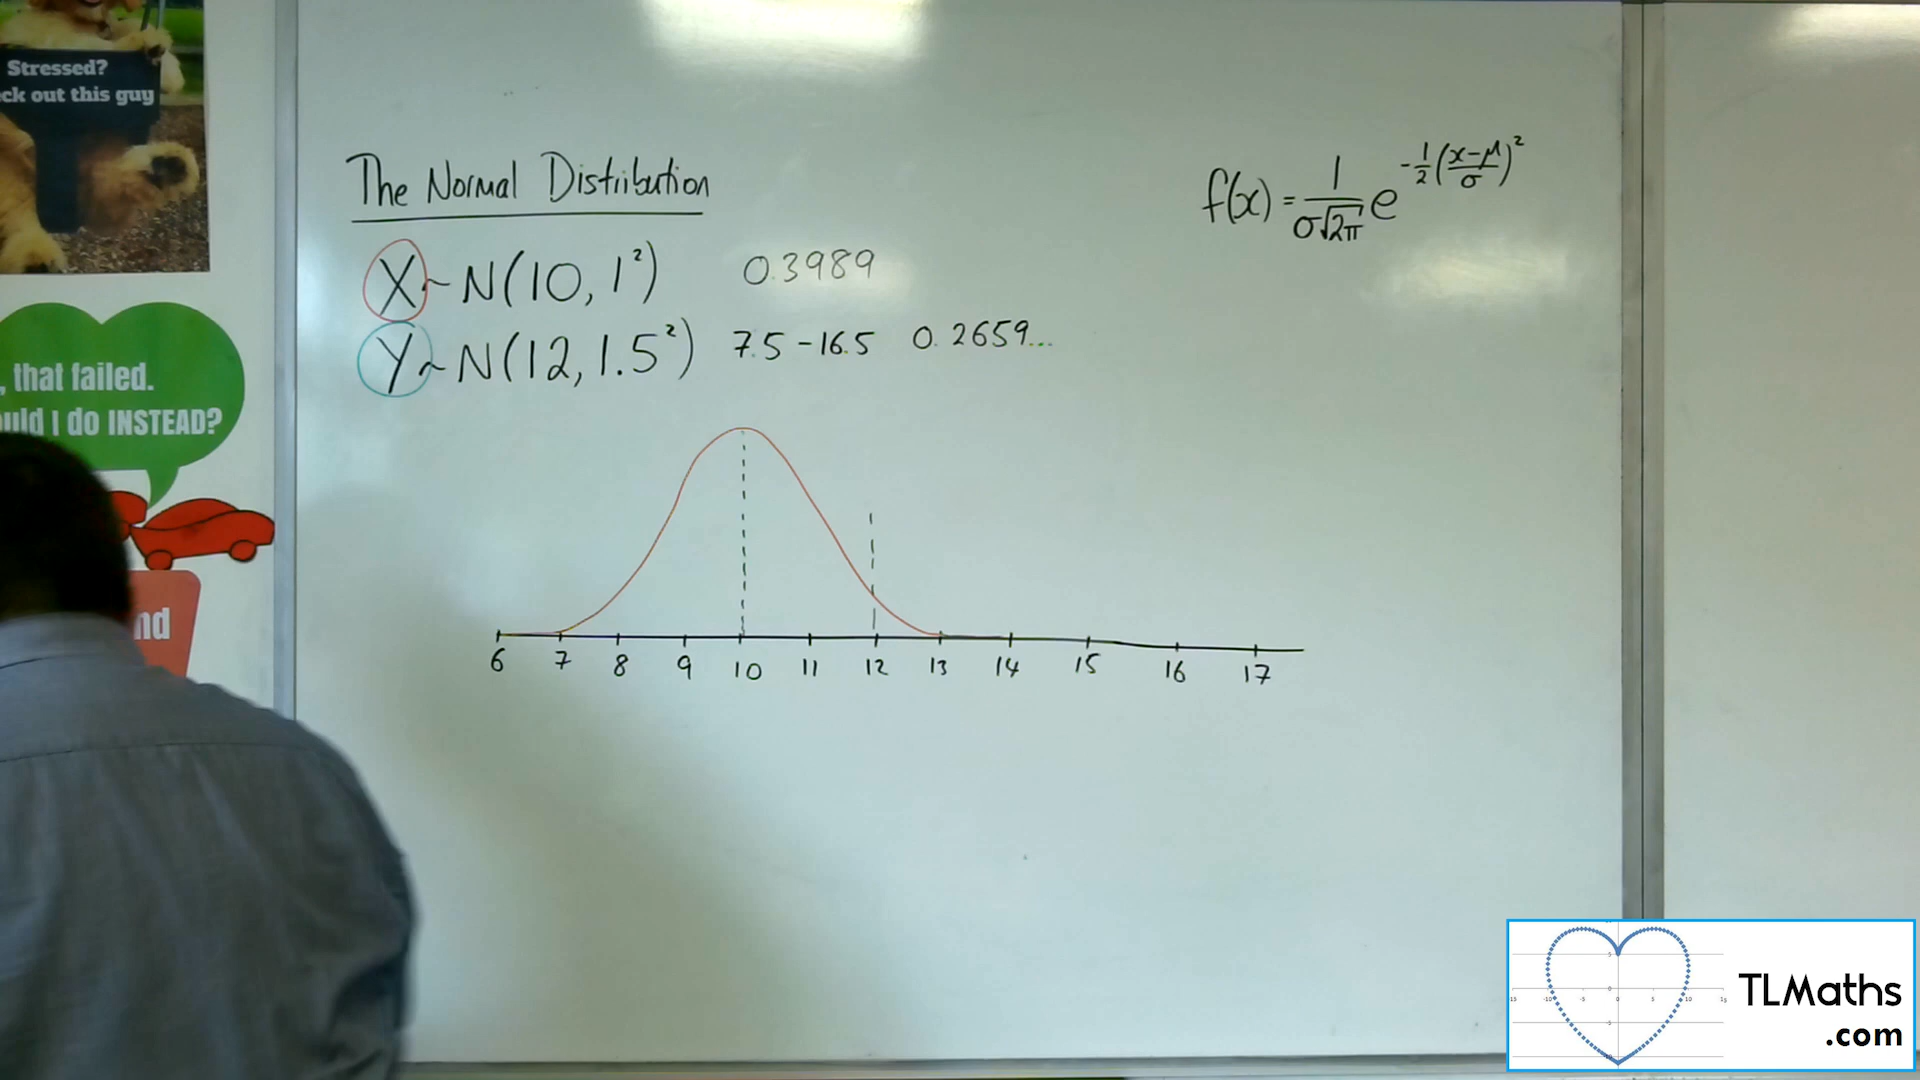 Stressed?
ck out this guy
, that failed.
uld I do INSTEAD?
nd
The Normal Distribution
X ~ N(10, 1²) 0.3989
Y ~ N(12, 1.5²) 7.5 - 16.5 0.2659...
f(x) = 1/(σ√2π) e^(-1/2((x-μ)/σ)²)
6 7 8 9 10 11 12 13 14 15 16 17
TLMaths
.com